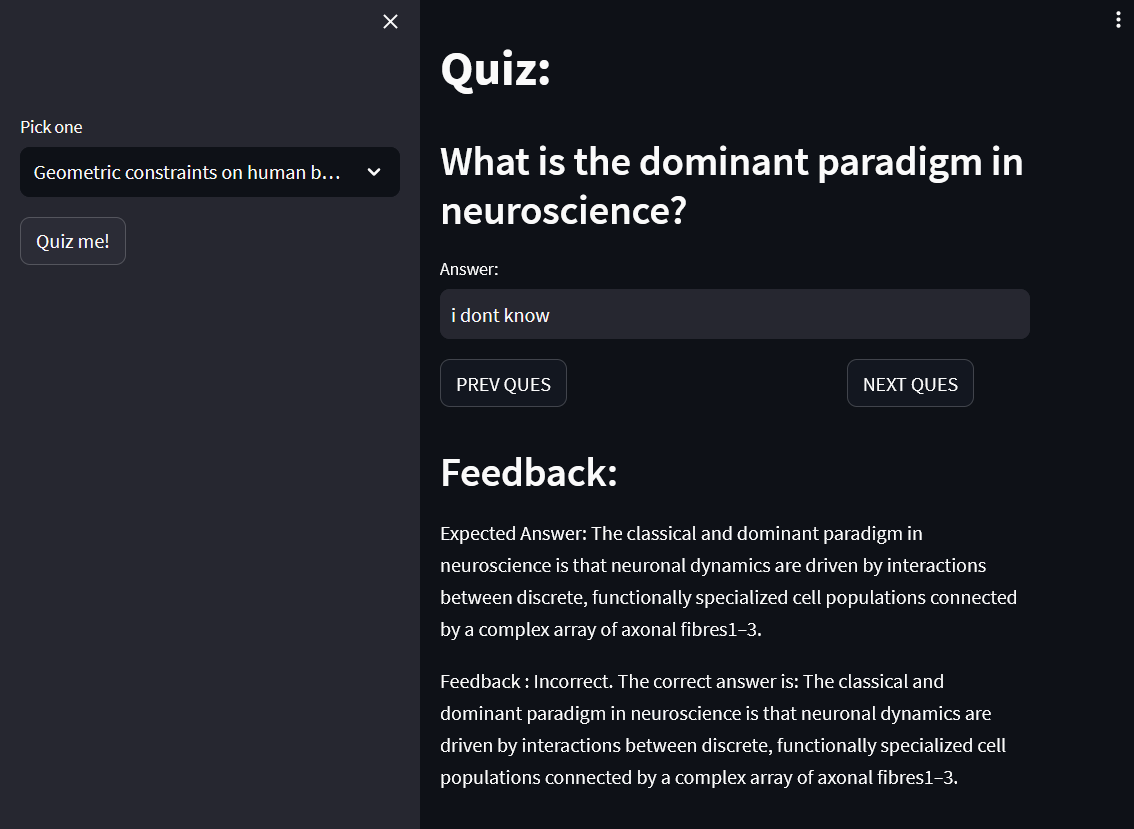 Pick one
Geometric constraints on human b...
Quiz me!
Quiz:
What is the dominant paradigm in
neuroscience?
Answer:
i dont know
PREV QUES
NEXT QUES
Feedback:
Expected Answer: The classical and dominant paradigm in
neuroscience is that neuronal dynamics are driven by interactions
between discrete, functionally specialized cell populations connected
by a complex array of axonal fibres1–3.
Feedback : Incorrect. The correct answer is: The classical and
dominant paradigm in neuroscience is that neuronal dynamics are
driven by interactions between discrete, functionally specialized cell
populations connected by a complex array of axonal fibres1–3.